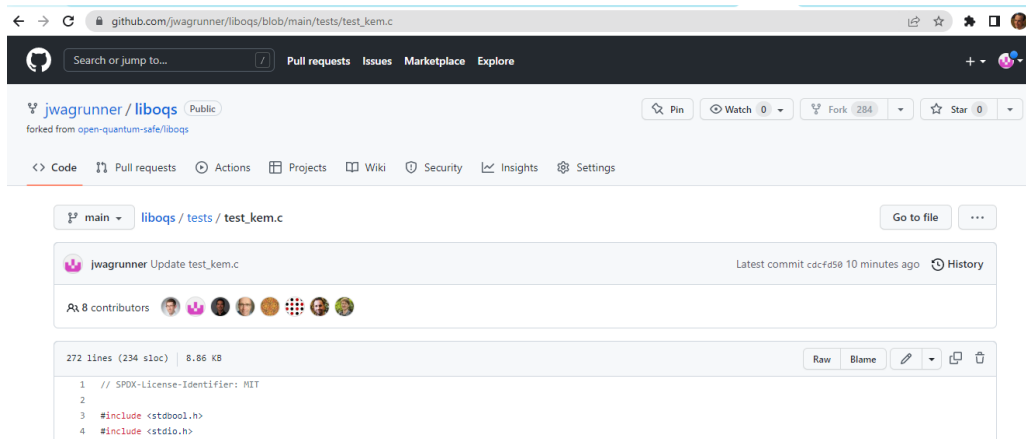 github.com/jwagrunner/liboqs/blob/main/tests/test_kem.c
Search or jump to... / Pull requests Issues Marketplace Explore
jwagrunner / liboqs Public
Pin Watch 0 Fork 284 Star 0
forked from open-quantum-safe/liboqs
Code Pull requests Actions Projects Wiki Security Insights Settings
main liboqs / tests / test_kem.c Go to file ...
jwagrunner Update test_kem.c Latest commit cdcfd50 10 minutes ago History
8 contributors
272 lines (234 sloc) 8.86 KB Raw Blame
1 // SPDX-License-Identifier: MIT
2
3 #include <stdbool.h>
4 #include <stdio.h>